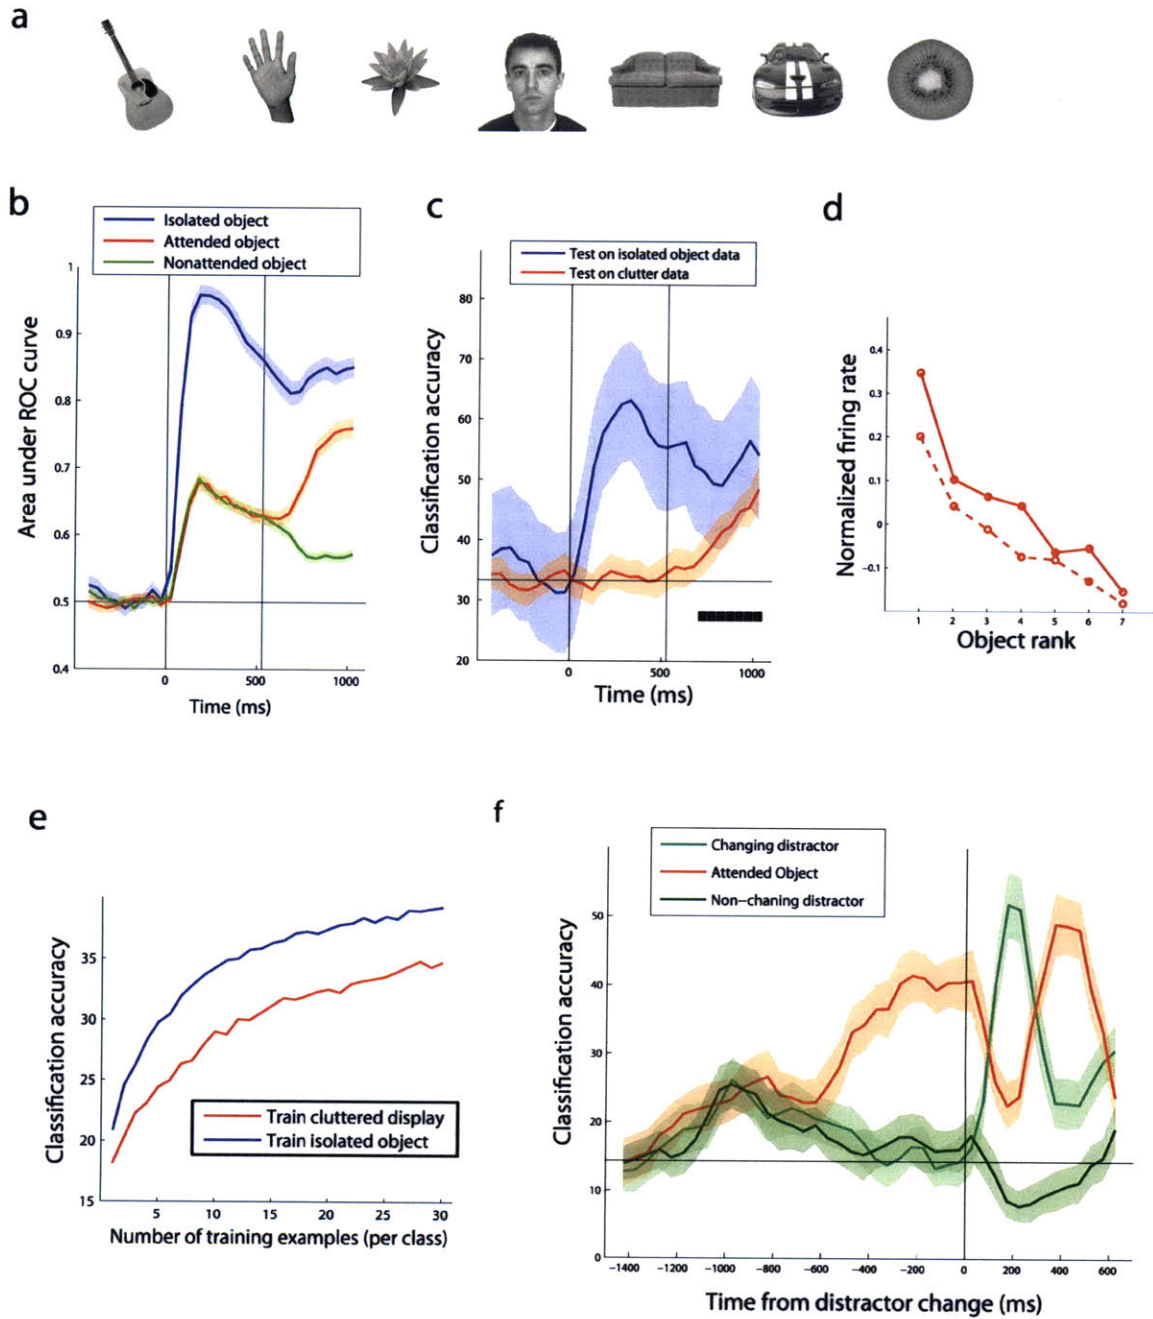 a
b
Isolated object
Attended object
Nonattended object
Area under ROC curve
1
0.9
0.8
0.7
0.6
0.5
0.4
0
500
1000
Time (ms)
c
Test on isolated object data
Test on clutter data
Classification accuracy
80
70
60
50
40
30
20
0
500
1000
Time (ms)
d
Normalized firing rate
0.4
0.3
0.2
0.1
0
-0.1
1 2 3 4 5 6 7
Object rank
e
Classification accuracy
35
30
25
20
15
5 10 15 20 25 30
Train cluttered display
Train isolated object
Number of training examples (per class)
f
Changing distractor
Attended Object
Non-chaning distractor
Classification accuracy
50
40
30
20
10
0
-1400 -1200 -1000 -800 -600 -400 -200 0 200 400 600
Time from distractor change (ms)